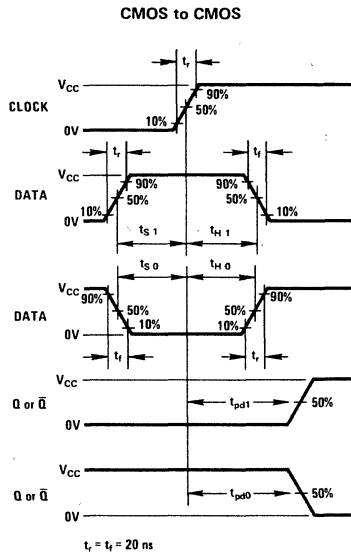 CMOS to CMOS
tr
VCC
90%
50%
10%
CLOCK
0V
tr
tf
VCC
90%
90%
DATA
50%
50%
10%
10%
0V
tS 1
tH 1
tS 0
tH 0
VCC
90%
90%
DATA
50%
50%
10%
10%
0V
tf
tr
VCC
Q or Q̅
tpd1
50%
0V
VCC
Q or Q̅
tpd0
50%
0V
tr = tf = 20 ns